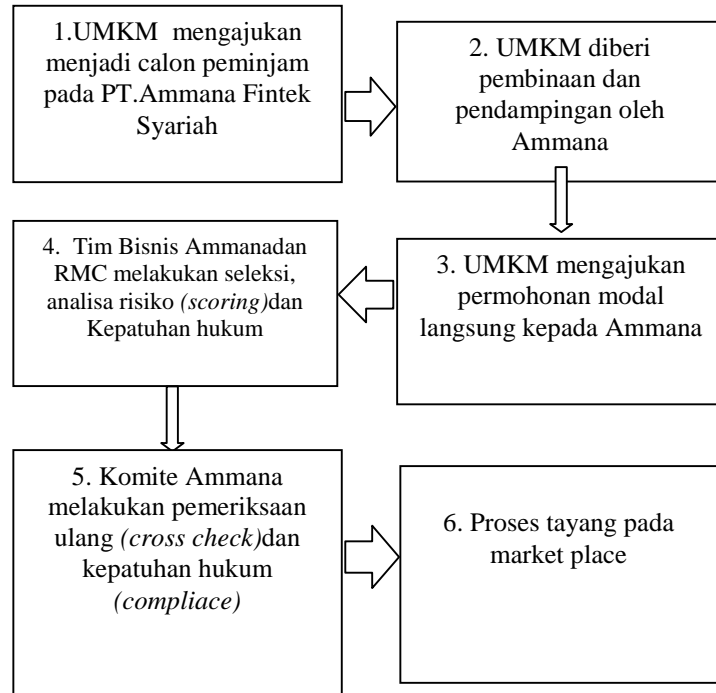 1.UMKM mengajukan
menjadi calon peminjam
pada PT.Ammana Fintek
Syariah
2. UMKM diberi
pembinaan dan
pendampingan oleh
Ammana
3. UMKM mengajukan
permohonan modal
langsung kepada Ammana
4. Tim Bisnis Ammanadan
RMC melakukan seleksi,
analisa risiko (scoring)dan
Kepatuhan hukum
5. Komite Ammana
melakukan pemeriksaan
ulang (cross check)dan
kepatuhan hukum
(compliace)
6. Proses tayang pada
market place